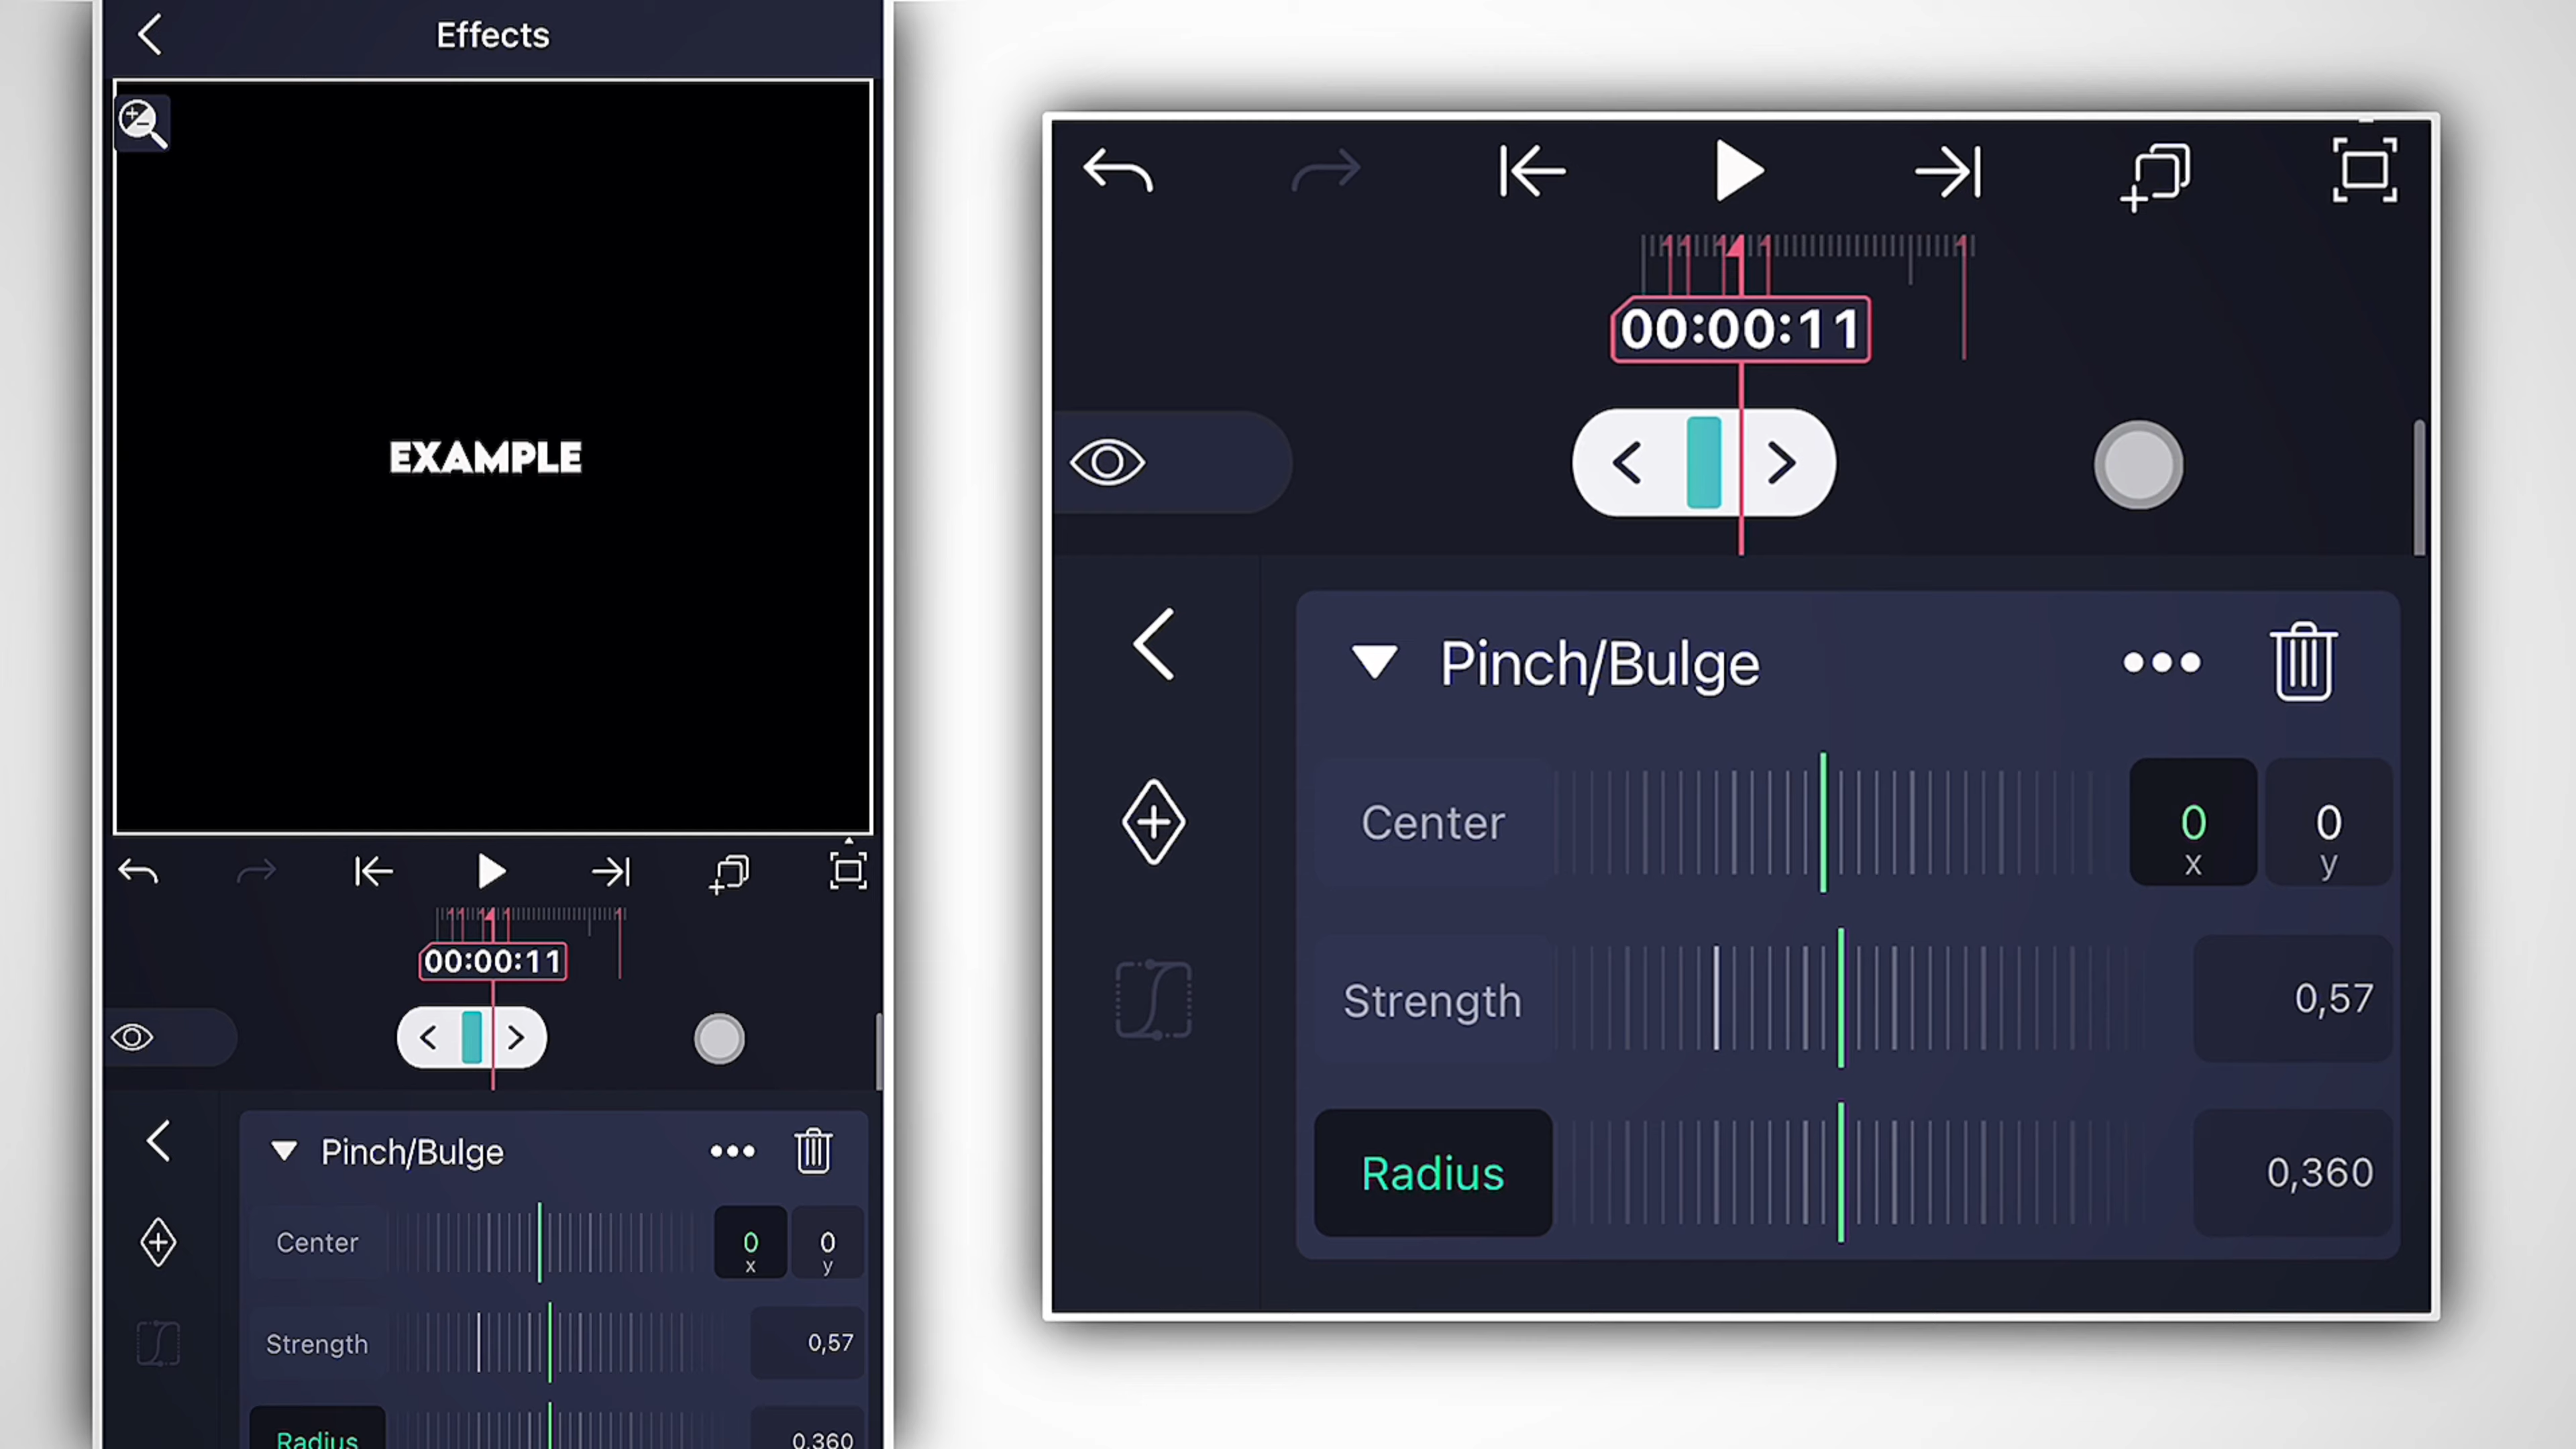 Effects
EXAMPLE
00:00:11
Pinch/Bulge
Center
0
x
0
y
Strength
0,57
Radius
0,360
00:00:11
Pinch/Bulge
Center
0
x
0
y
Strength
0,57
Radius
0,360